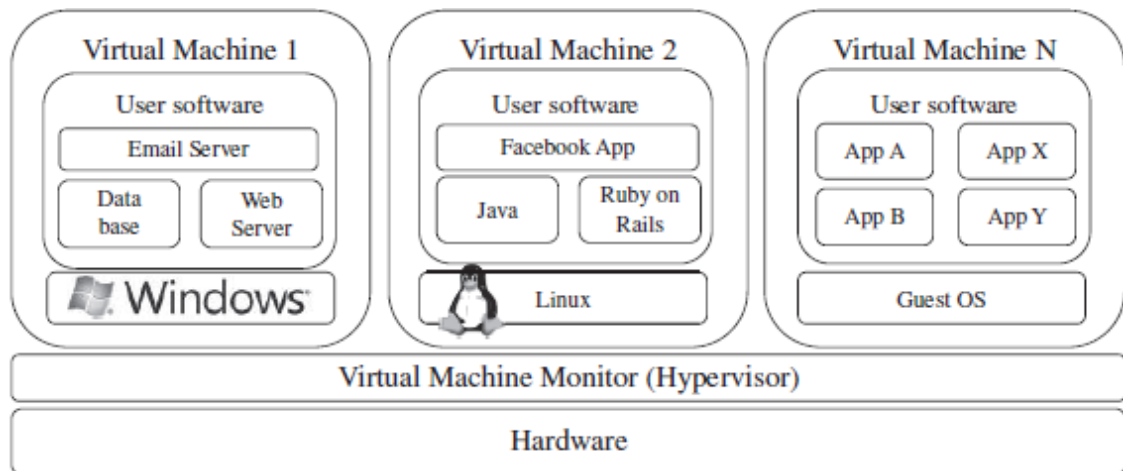 Virtual Machine 1
User software
Email Server
Data
base
Web
Server
Windows
Virtual Machine 2
User software
Facebook App
Java
Ruby on
Rails
Linux
Virtual Machine N
User software
App A
App X
App B
App Y
Guest OS
Virtual Machine Monitor (Hypervisor)
Hardware